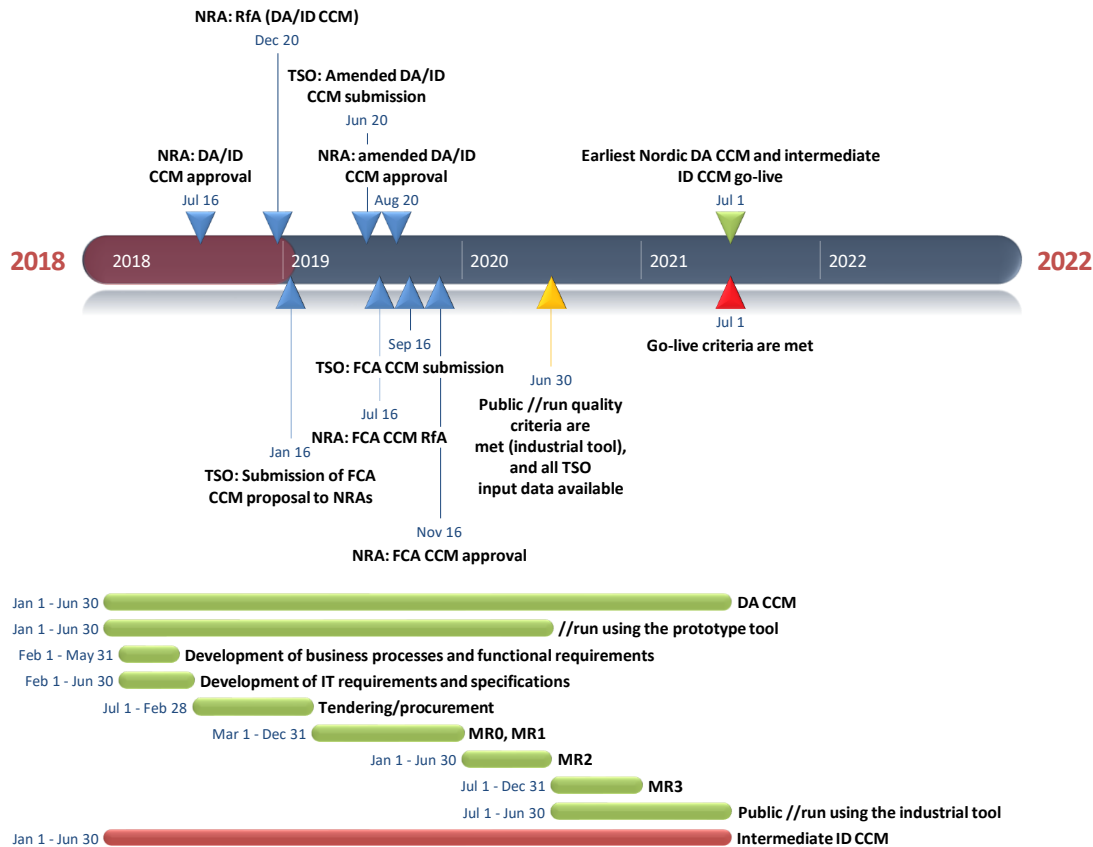 NRA: RfA (DA/ID CCM)
Dec 20
TSO: Amended DA/ID
CCM submission
Jun 20
NRA: DA/ID
CCM approval
Jul 16
NRA: amended DA/ID
CCM approval
Aug 20
Earliest Nordic DA CCM and intermediate
ID CCM go-live
Jul 1
2018
2018
2019
2020
2021
2022
2022
Jul 1
Go-live criteria are met
Sep 16
TSO: FCA CCM submission
Jun 30
Public //run quality
criteria are
met (industrial tool),
and all TSO
input data available
Jul 16
NRA: FCA CCM RfA
Jan 16
TSO: Submission of FCA
CCM proposal to NRAs
Nov 16
NRA: FCA CCM approval
Jan 1 - Jun 30 DA CCM
Jan 1 - Jun 30 //run using the prototype tool
Feb 1 - May 31 Development of business processes and functional requirements
Feb 1 - Jun 30 Development of IT requirements and specifications
Jul 1 - Feb 28 Tendering/procurement
Mar 1 - Dec 31 MR0, MR1
Jan 1 - Jun 30 MR2
Jul 1 - Dec 31 MR3
Jul 1 - Jun 30 Public //run using the industrial tool
Jan 1 - Jun 30 Intermediate ID CCM